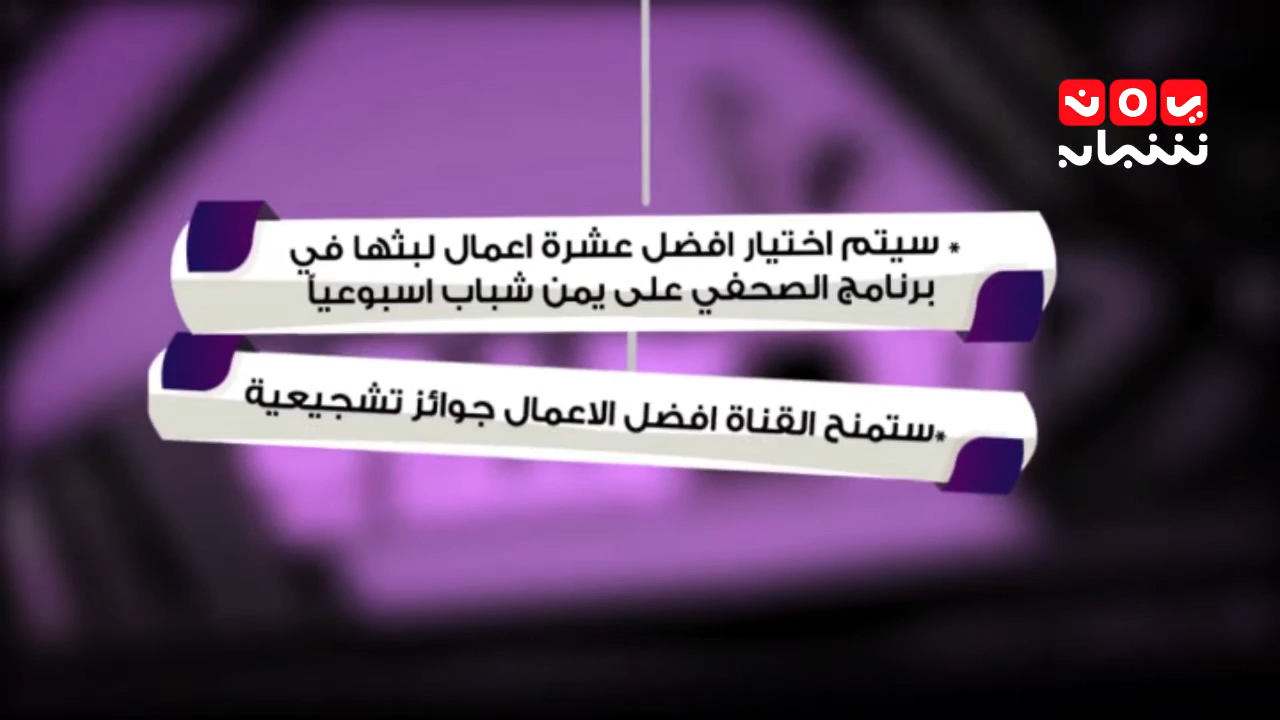 يمن
شباب
* سيتم اختيار افضل عشرة اعمال لبثها في
برنامج الصحفي على يمن شباب اسبوعياً
*ستمنح القناة افضل الاعمال جوائز تشجيعية